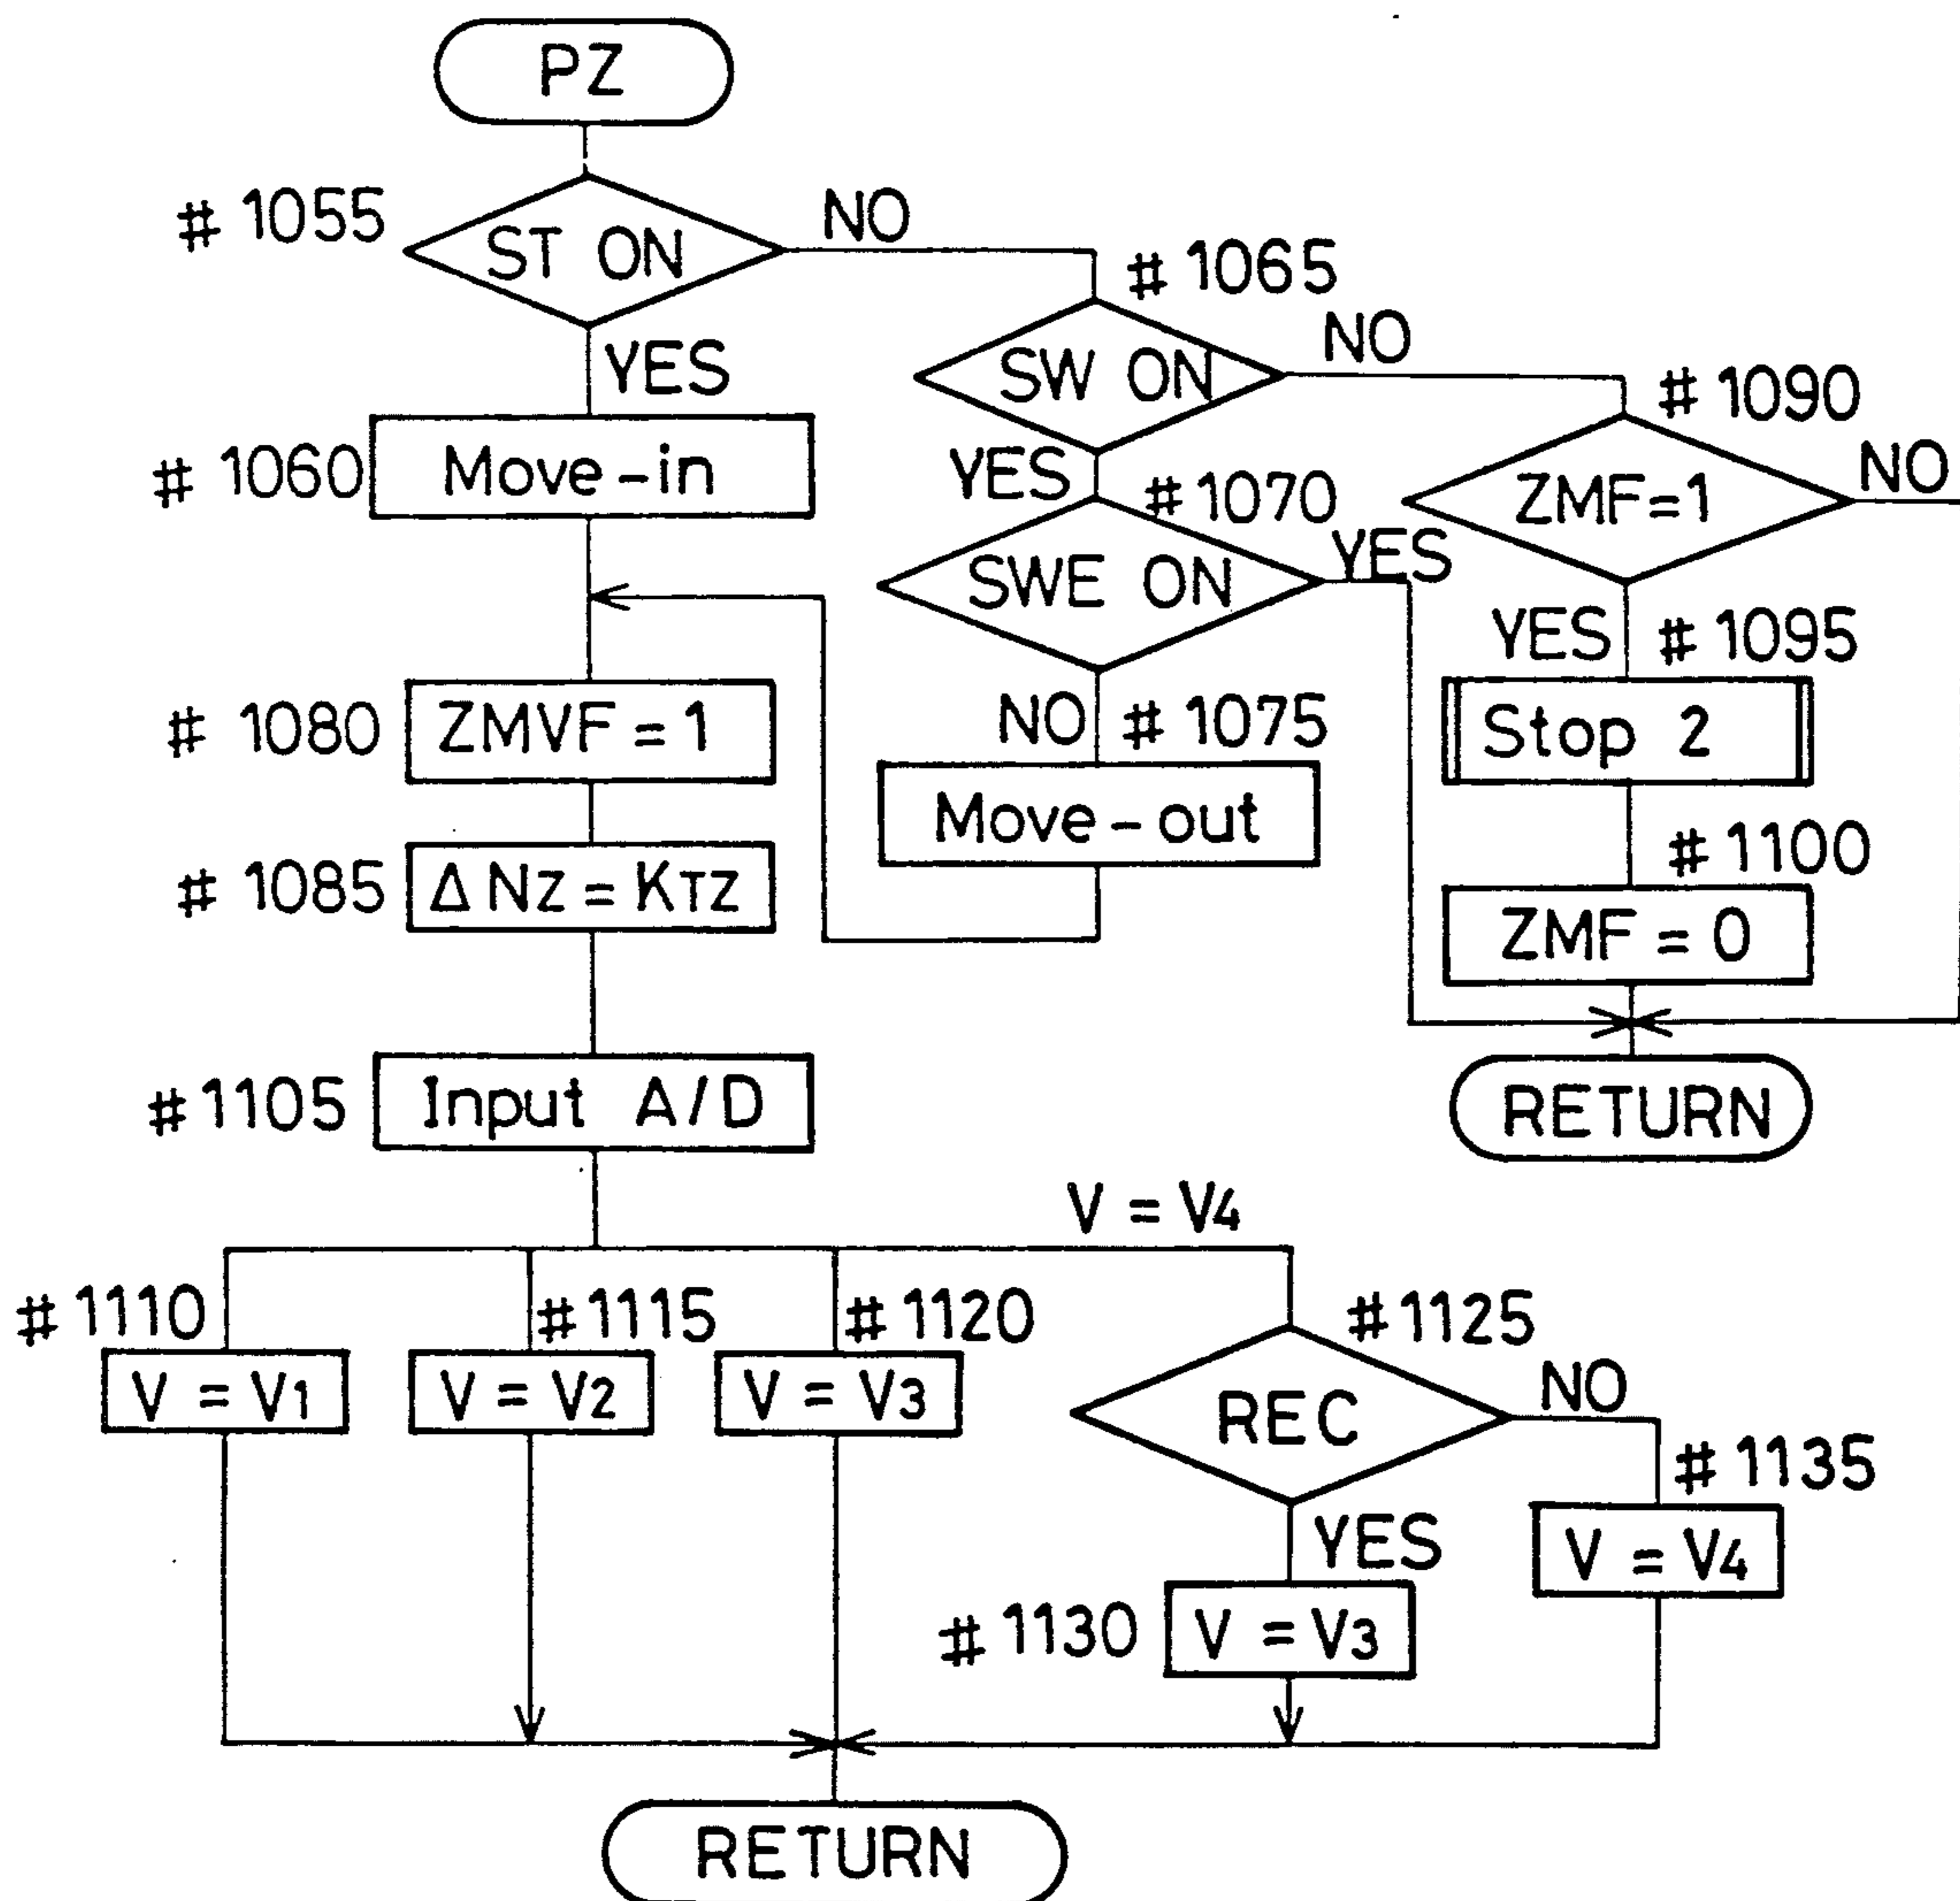 PZ
# 1055
ST ON
NO
YES
# 1065
SW ON
NO
YES
# 1060
Move-in
# 1090
ZMF=1
NO
YES
# 1070
SWE ON
YES
NO
# 1075
Move-out
# 1095
Stop 2
# 1100
ZMF = 0
RETURN
# 1080
ZMVF = 1
# 1085
Δ NZ = KTZ
# 1105
Input A/D
V = V4
# 1110
V = V1
# 1115
V = V2
# 1120
V = V3
# 1125
REC
NO
YES
# 1135
V = V4
# 1130
V = V3
RETURN